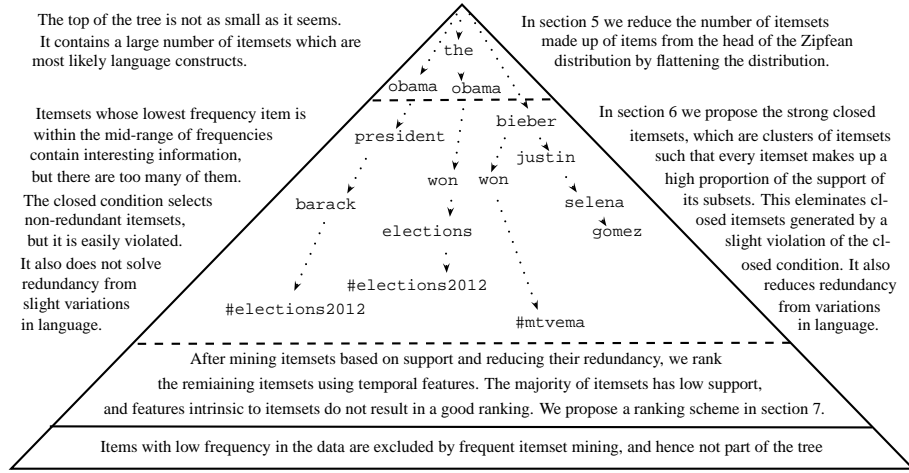 The top of the tree is not as small as it seems.
It contains a large number of itemsets which are
most likely language constructs.
In section 5 we reduce the number of itemsets
made up of items from the head of the Zipfean
distribution by flattening the distribution.
the
obama
obama
Itemsets whose lowest frequency item is
within the mid-range of frequencies
contain interesting information,
but there are too many of them.
The closed condition selects
non-redundant itemsets,
but it is easily violated.
It also does not solve
redundancy from
slight variations
in language.
president
bieber
justin
won
won
barack
selena
elections
gomez
#elections2012
#elections2012
#mtvema
In section 6 we propose the strong closed
itemsets, which are clusters of itemsets
such that every itemset makes up a
high proportion of the support of
its subsets. This eleminates cl-
osed itemsets generated by a
slight violation of the cl-
osed condition. It also
reduces redundancy
from variations
in language.
After mining itemsets based on support and reducing their redundancy, we rank
the remiaining itemsets using temporal features. The majority of itemsets has low support,
and features intrinsic to itemsets do not result in a good ranking. We propose a ranking scheme in section 7.
Items with low frequency in the data are excluded by frequent itemset mining, and hence not part of the tree